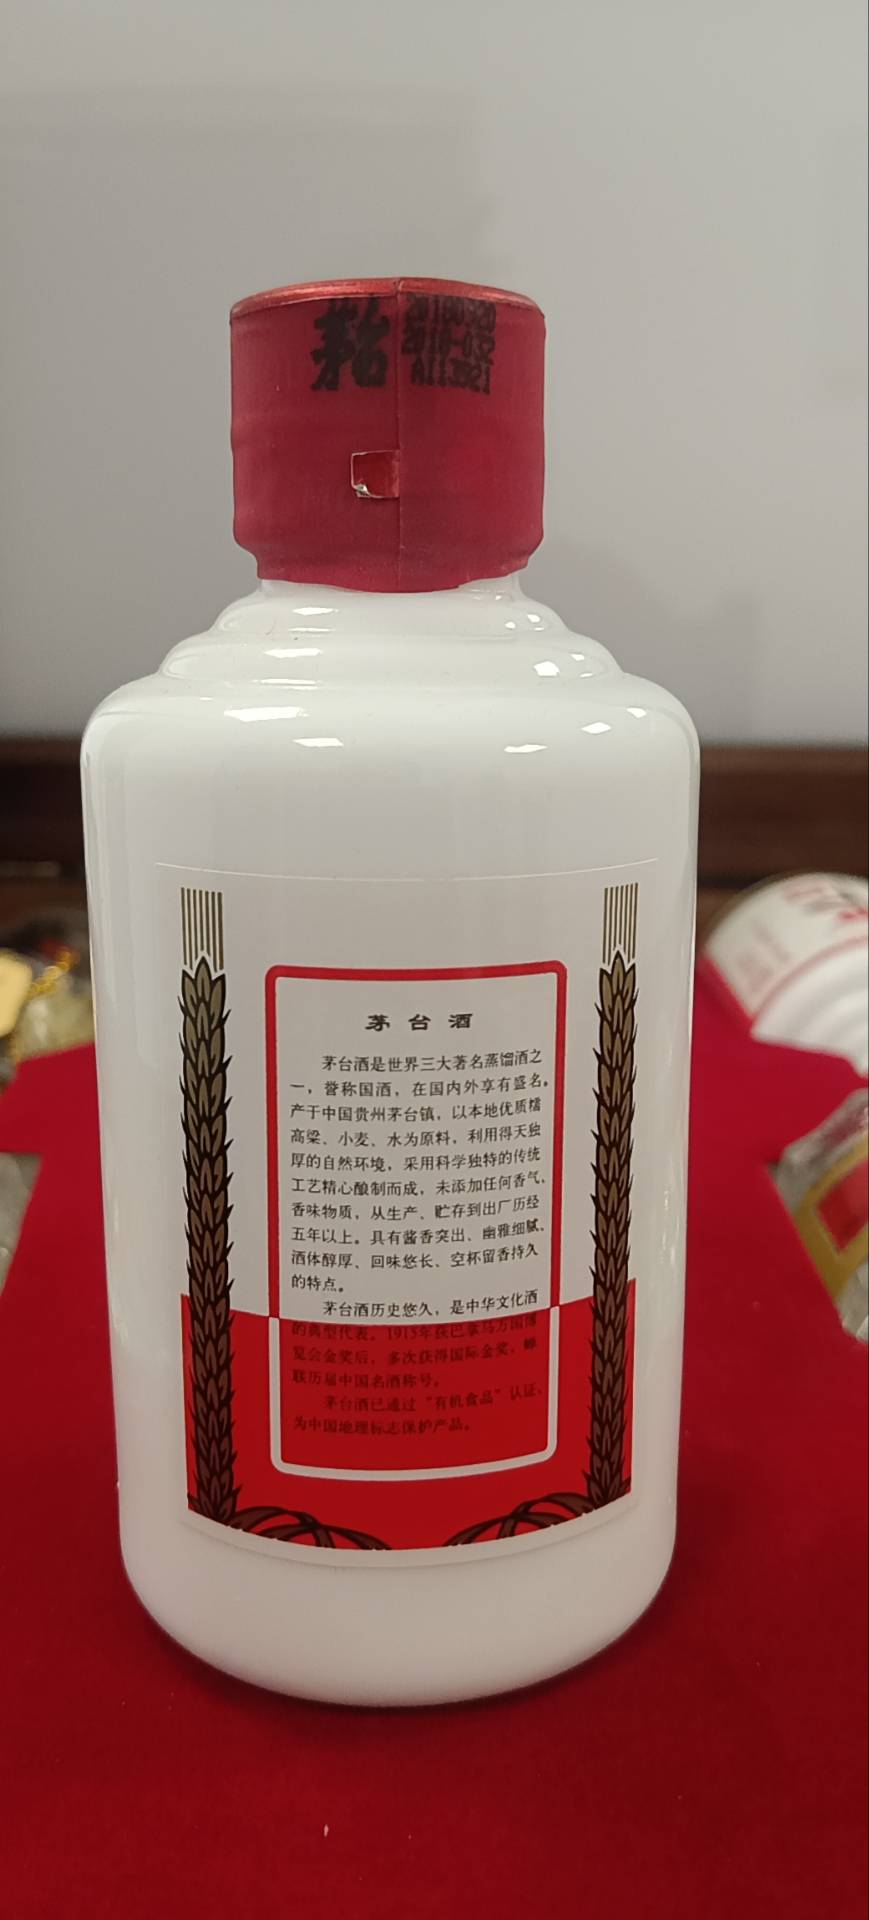 茅台酒
茅台酒是世界三大著名蒸馏酒之
一，誉称国酒，在国内外享有盛名。
产于中国贵州茅台镇，以本地优质糯
高粱、小麦、水为原料，利用得天独
厚的自然环境，采用科学独特的传统
工艺精心酿制而成，未添加任何香气、
香味物质，从生产、贮存到出厂历经
五年以上。具有酱香突出、幽雅细腻、
酒体醇厚、回味悠长、空杯留香持久
的特点。
茅台酒历史悠久，是中华文化酒
的典型代表，1915年获巴拿马万国博
览会金奖后，多次获得国际金奖，蝉
联历届中国名酒称号。
茅台酒已通过“有机食品”认证、
为中国地理标志保护产品。